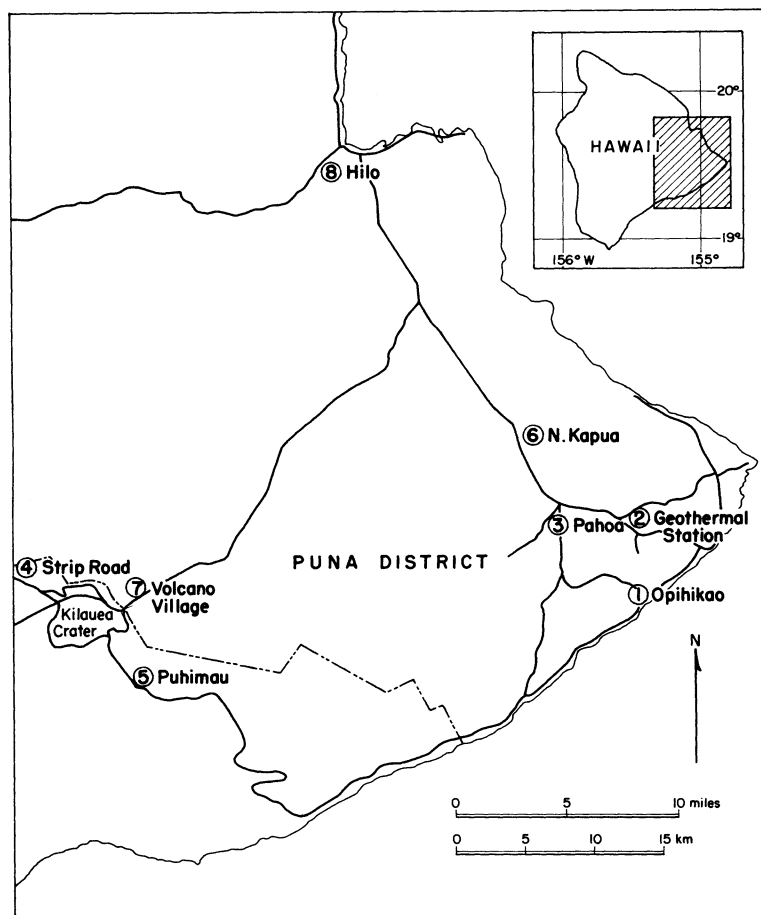 20°
HAWAII
19°
156° W 155°
⑧ Hilo
⑥ N. Kapua
③ Pahoa
② Geothermal
Station
PUNA DISTRICT
④ Strip Road
⑦ Volcano
Village
Kilauea
Crater
① Opihikao
N
⑤ Puhimau
0 5 10 miles
0 5 10 15 km